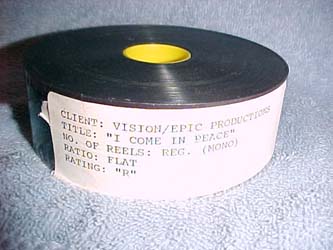 CLIENT: VISION/EPIC PRODUCTIONS
TITLE: "I COME IN PEACE"
NO. OF REELS: REG. (MONO)
RATIO: FLAT
RATING: "R"